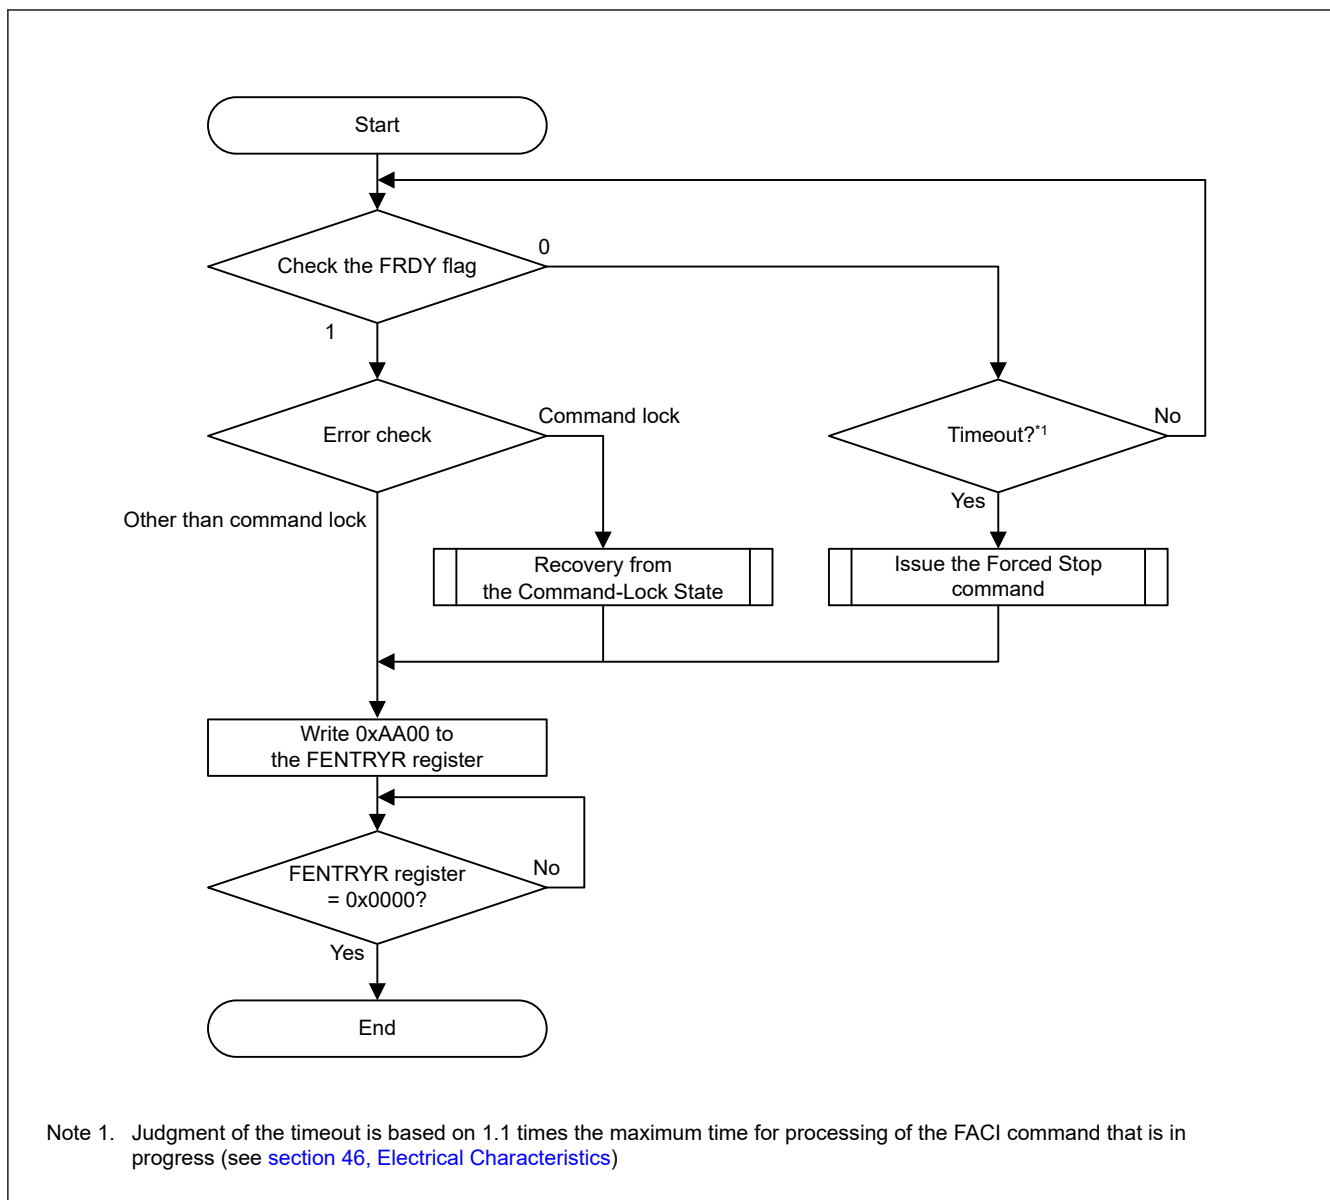 Start
Check the FRDY flag
0
1
Error check
Command lock
Timeout?*1
No
Yes
Other than command lock
Recovery from
the Command-Lock State
Issue the Forced Stop
command
Write 0xAA00 to
the FENTRYR register
FENTRYR register
= 0x0000?
No
Yes
End
Note 1. Judgment of the timeout is based on 1.1 times the maximum time for processing of the FACI command that is in
progress (see section 46, Electrical Characteristics)